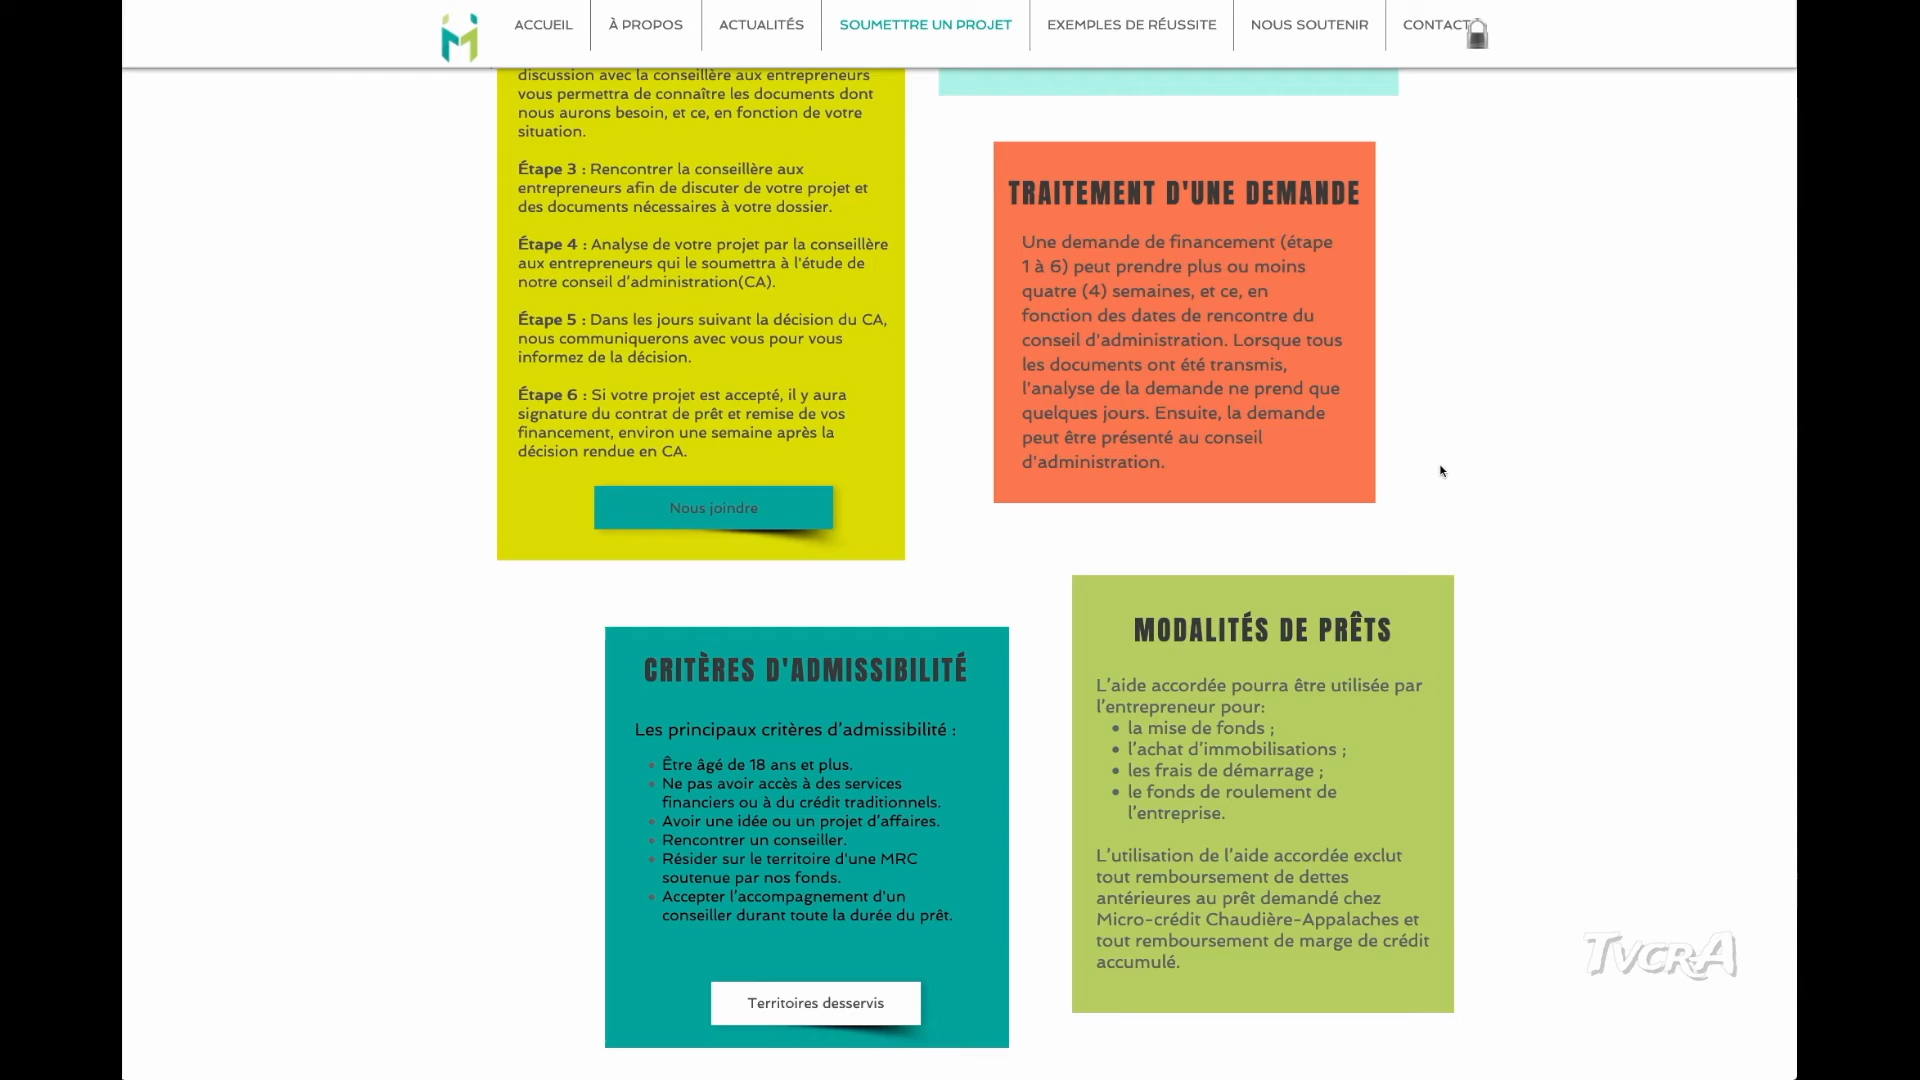 ACCUEIL
À PROPOS
ACTUALITÉS
SOUMETTRE UN PROJET
EXEMPLES DE RÉUSSITE
NOUS SOUTENIR
CONTACT
discussion avec la conseillère aux entrepreneurs
vous permettra de connaître les documents dont
nous aurons besoin, et ce, en fonction de votre
situation.
Étape 3 : Rencontrer la conseillère aux
entrepreneurs afin de discuter de votre projet et
des documents nécessaires à votre dossier.
Étape 4 : Analyse de votre projet par la conseillère
aux entrepreneurs qui le soumettra à l'étude de
notre conseil d’administration(CA).
Étape 5 : Dans les jours suivant la décision du CA,
nous communiquerons avec vous pour vous
informez de la décision.
Étape 6 : Si votre projet est accepté, il y aura
signature du contrat de prêt et remise de vos
financement, environ une semaine après la
décision rendue en CA.
Nous joindre
TRAITEMENT D'UNE DEMANDE
Une demande de financement (étape
1 à 6) peut prendre plus ou moins
quatre (4) semaines, et ce, en
fonction des dates de rencontre du
conseil d'administration. Lorsque tous
les documents ont été transmis,
l'analyse de la demande ne prend que
quelques jours. Ensuite, la demande
peut être présenté au conseil
d'administration.
CRITÈRES D'ADMISSIBILITÉ
Les principaux critères d’admissibilité :
Être âgé de 18 ans et plus.
Ne pas avoir accès à des services
financiers ou à du crédit traditionnels.
Avoir une idée ou un projet d’affaires.
Rencontrer un conseiller.
Résider sur le territoire d'une MRC
soutenue par nos fonds.
Accepter l’accompagnement d'un
conseiller durant toute la durée du prêt.
Territoires desservis
MODALITÉS DE PRÊTS
L’aide accordée pourra être utilisée par
l’entrepreneur pour:
la mise de fonds ;
l’achat d’immobilisations ;
les frais de démarrage ;
le fonds de roulement de
l’entreprise.
L’utilisation de l’aide accordée exclut
tout remboursement de dettes
antérieures au prêt demandé chez
Micro-crédit Chaudière-Appalaches et
tout remboursement de marge de crédit
accumulé.
TVCRA